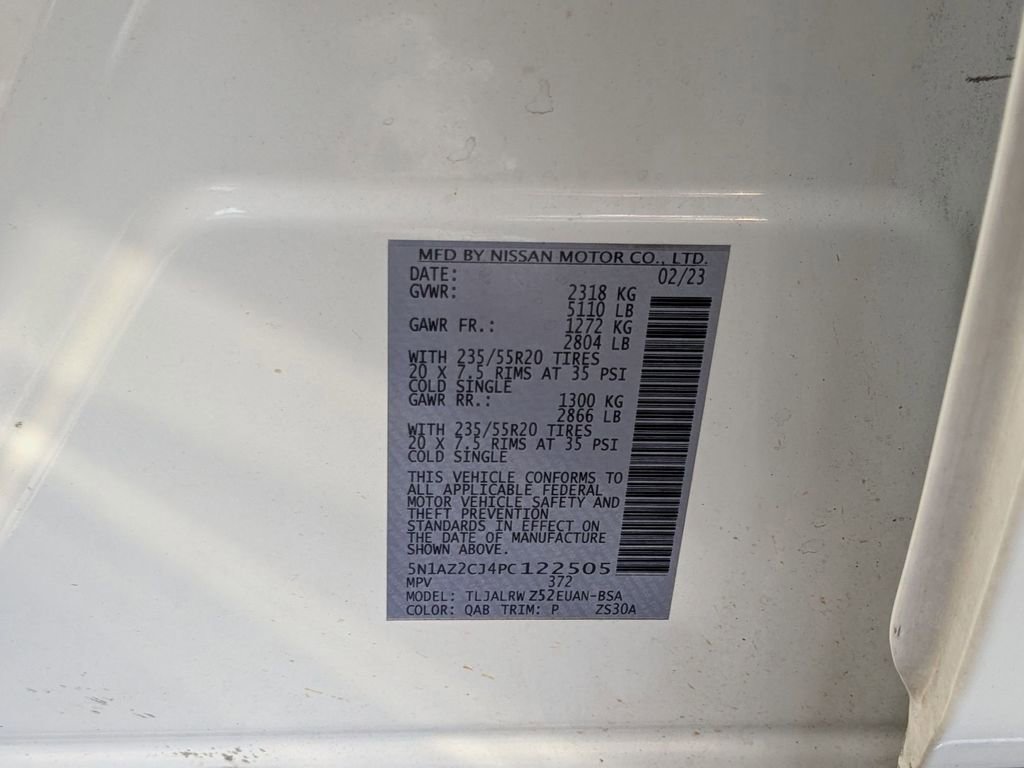 MFD BY NISSAN MOTOR CO., LTD.
DATE: 02/23
GVWR: 2318 KG
5110 LB
GAWR FR.: 1272 KG
2804 LB
WITH 235/55R20 TIRES
20 X 7.5 RIMS AT 35 PSI
COLD SINGLE
GAWR RR.: 1300 KG
2866 LB
WITH 235/55R20 TIRES
20 X 7.5 RIMS AT 35 PSI
COLD SINGLE
THIS VEHICLE CONFORMS TO
ALL APPLICABLE FEDERAL
MOTOR VEHICLE SAFETY AND
THEFT PREVENTION
STANDARDS IN EFFECT ON
THE DATE OF MANUFACTURE
SHOWN ABOVE.
5N1AZ2CJ4PC122505
MPV 372
MODEL: TLJALRW Z52EUAN-BSA
COLOR: QAB TRIM: P ZS30A